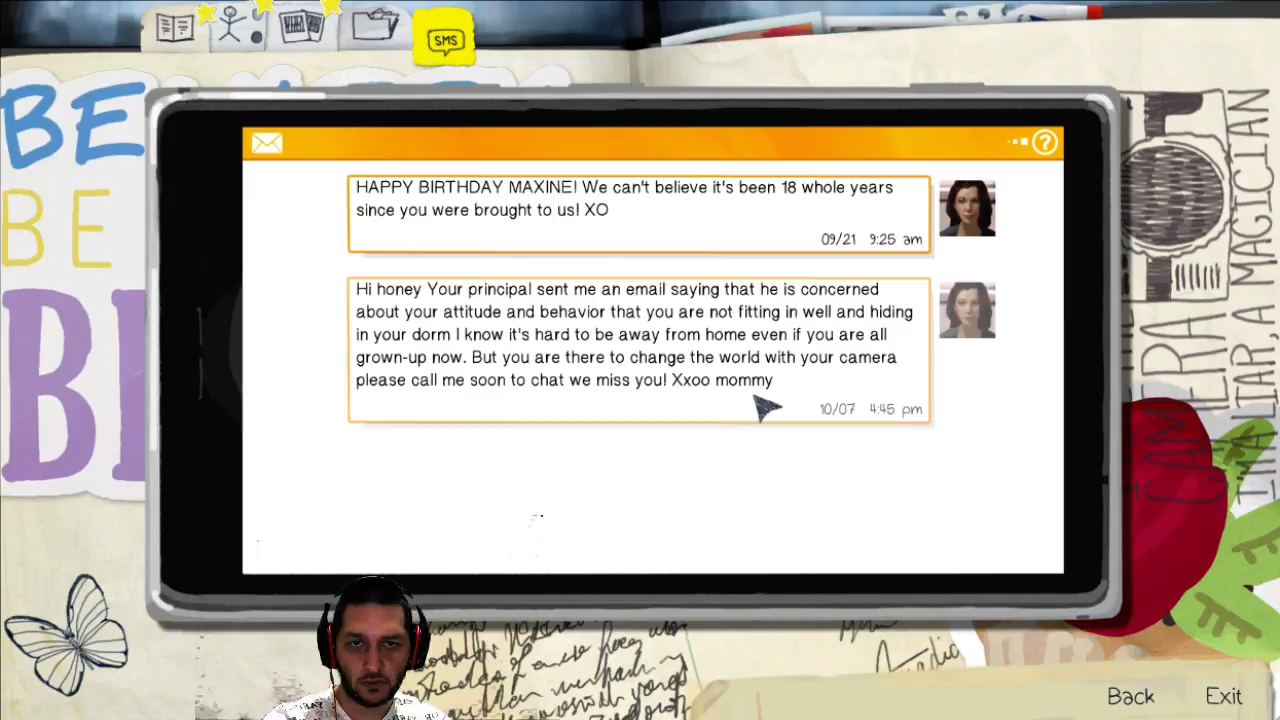 SMS
BE
BE
HAPPY BIRTHDAY MAXINE! We can't believe it's been 18 whole years
since you were brought to us! XO
09/21 9:25 am
Hi honey Your principal sent me an email saying that he is concerned
about your attitude and behavior that you are not fitting in well and hiding
in your dorm I know it's hard to be away from home even if you are all
grown-up now. But you are there to change the world with your camera
please call me soon to chat we miss you! Xxoo mommy
10/07 4:45 pm
?
I'M A LIAR, A MAGICIAN
Back Exit